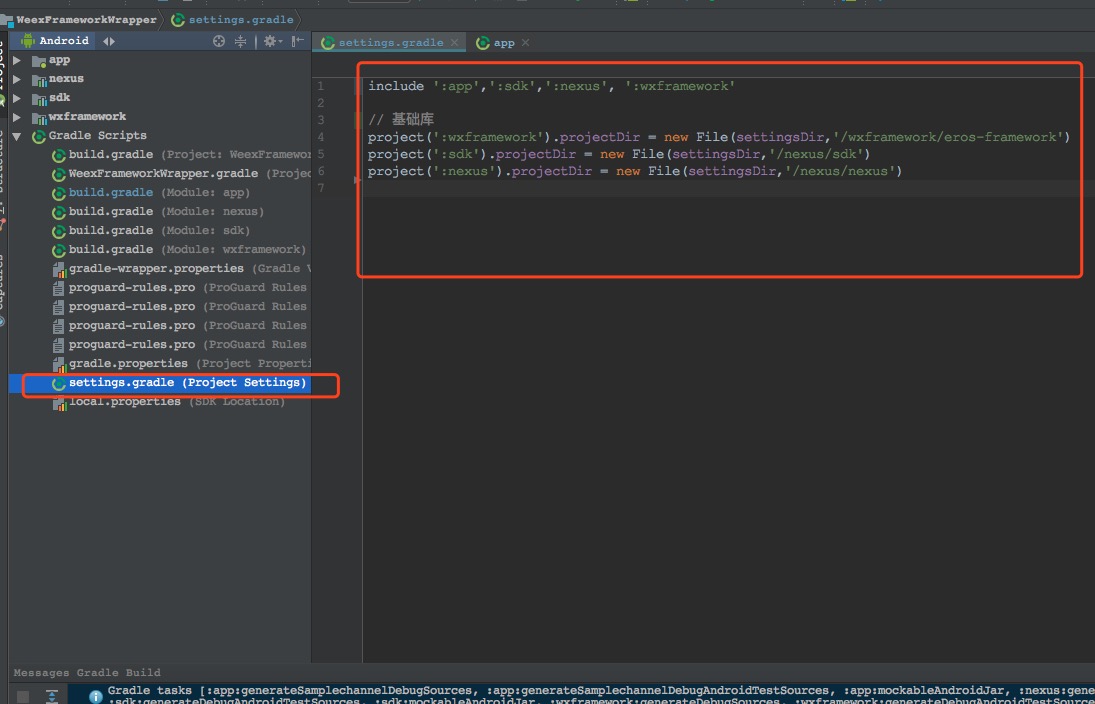 WeexFrameworkWrapper settings.gradle
Android
settings.gradle app
app
nexus
sdk
wxframework
Gradle Scripts
build.gradle (Project: WeexFramewor
WeexFrameworkWrapper.gradle (Projec
build.gradle (Module: app)
build.gradle (Module: nexus)
build.gradle (Module: sdk)
build.gradle (Module: wxframework)
gradle-wrapper.properties (Gradle V
proguard-rules.pro (ProGuard Rules
proguard-rules.pro (ProGuard Rules
proguard-rules.pro (ProGuard Rules
proguard-rules.pro (ProGuard Rules
gradle.properties (Project Properti
settings.gradle (Project Settings)
local.properties (SDK Location)
1 include ':app',':sdk',':nexus', ':wxframework'
2
3 // 基础库
4 project(':wxframework').projectDir = new File(settingsDir,'/wxframework/eros-framework')
5 project(':sdk').projectDir = new File(settingsDir,'/nexus/sdk')
6 project(':nexus').projectDir = new File(settingsDir,'/nexus/nexus')
7
Messages Gradle Build
Gradle tasks [:app:generateSamplechannelDebugSources, :app:generateSamplechannelDebugAndroidTestSources, :app:mockableAndroidJar, :nexus:gene
:sdk:generateDebugAndroidTestSources, :sdk:mockableAndroidJar, :wxframework:generateDebugSources, :wxframework:generateDebugAndroidTestSources